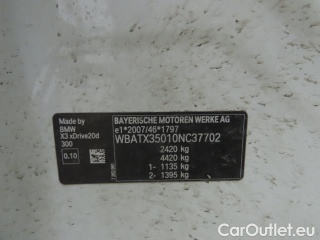 Made by
BMW
X3 xDrive20d
300
0.10
BAYERISCHE MOTOREN WERKE AG
e1*2007/46*1797
WBATX35010NC37702
2420 kg
4420 kg
1- 1135 kg
2- 1395 kg
CarOutlet.eu